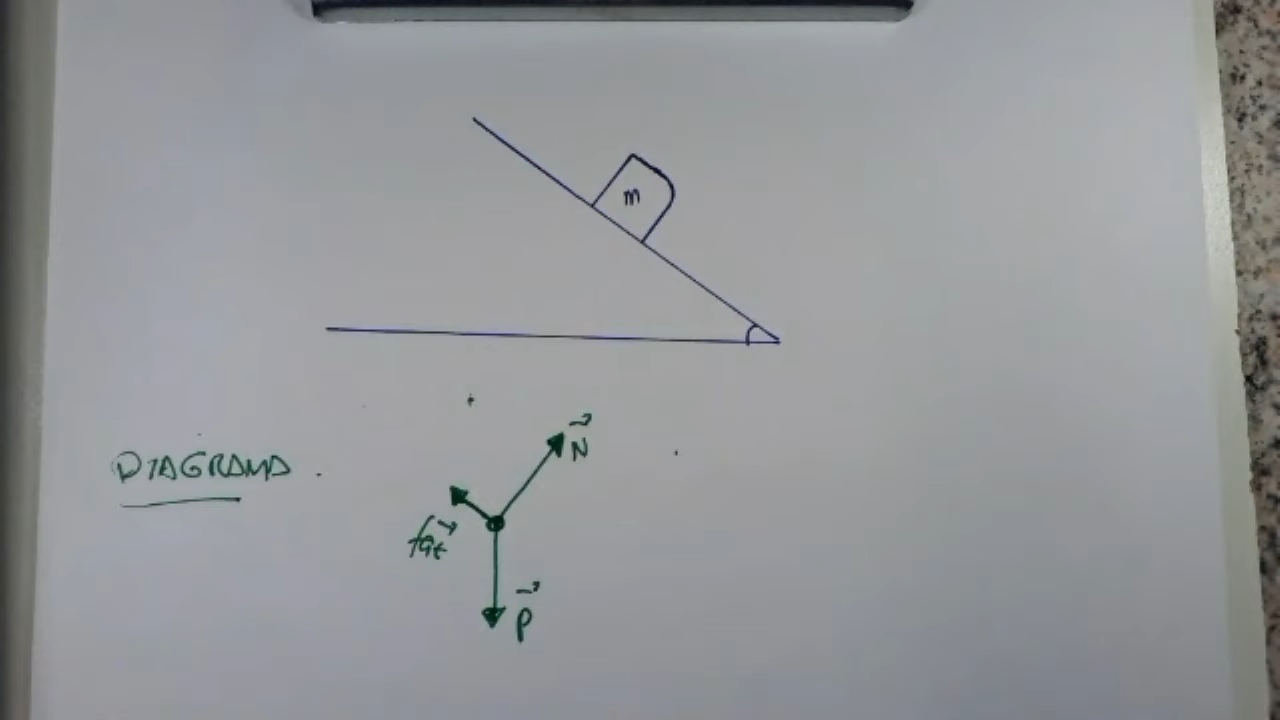 m
N⃗
DIAGRAMA.
fat⃗
P⃗